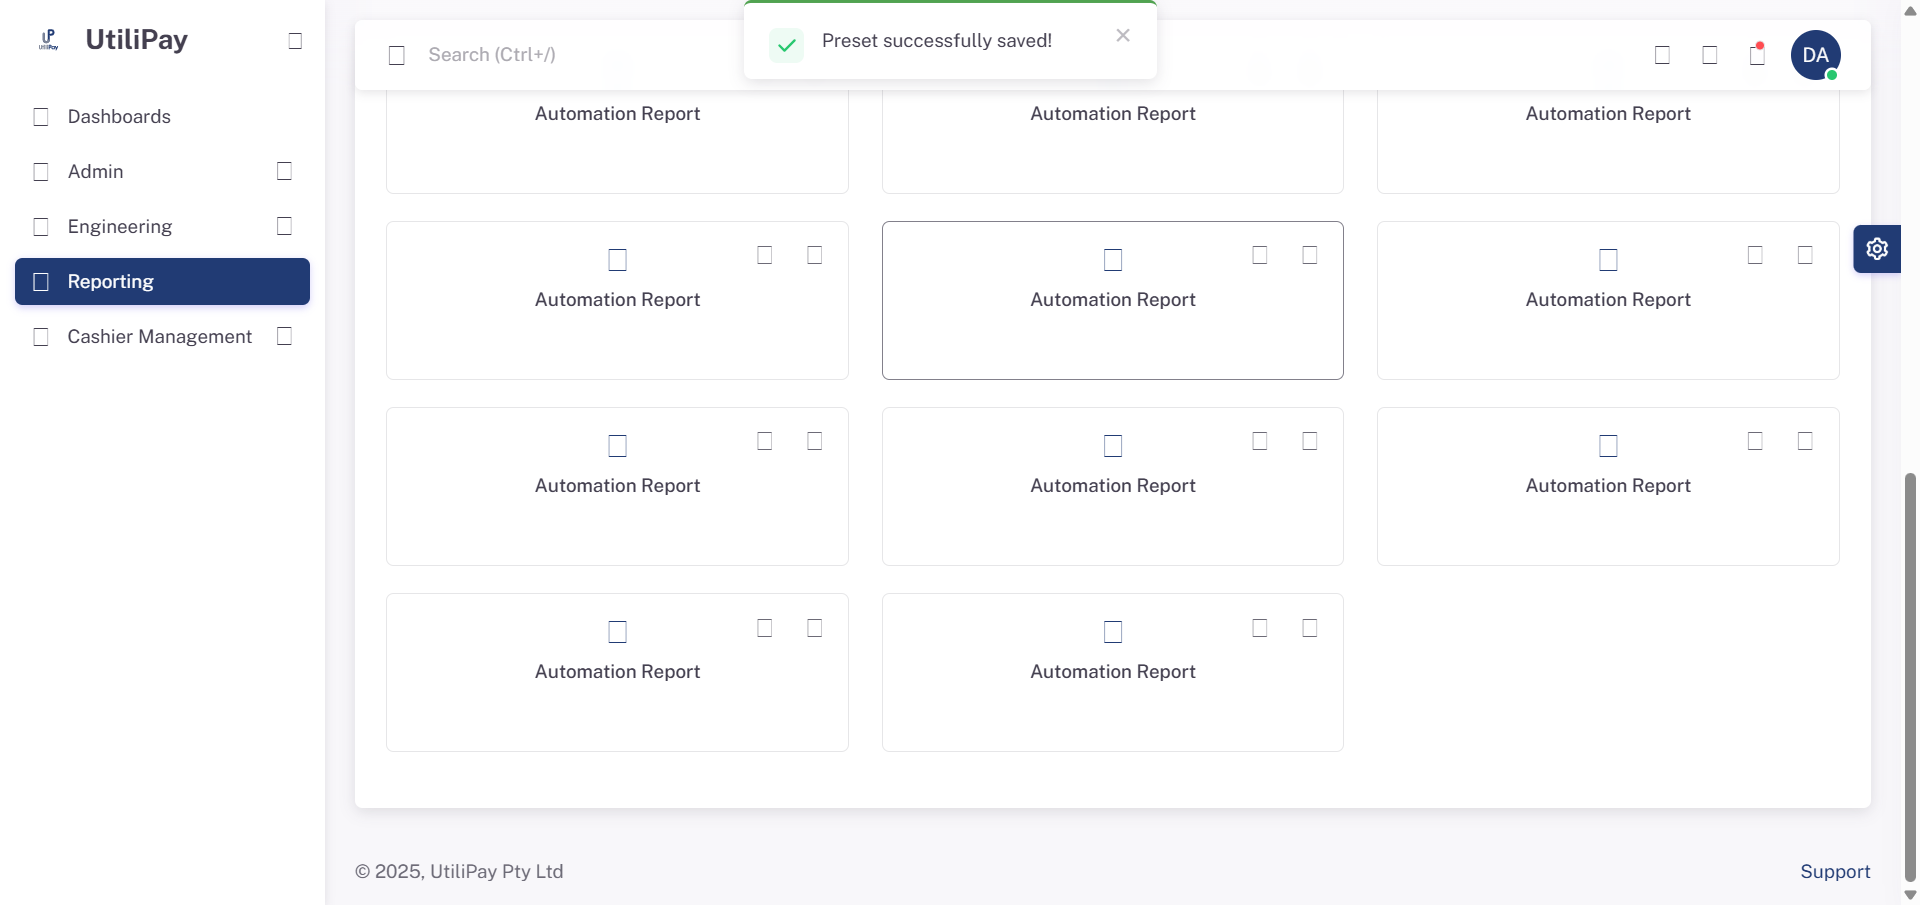 UtiliPay
UP
UtiliPay
Dashboards
Admin
Engineering
Reporting
Cashier Management
Search (Ctrl+/)
Preset successfully saved!
DA
Automation Report
Automation Report
Automation Report
Automation Report
Automation Report
Automation Report
Automation Report
Automation Report
Automation Report
Automation Report
Automation Report
© 2025, UtiliPay Pty Ltd
Support